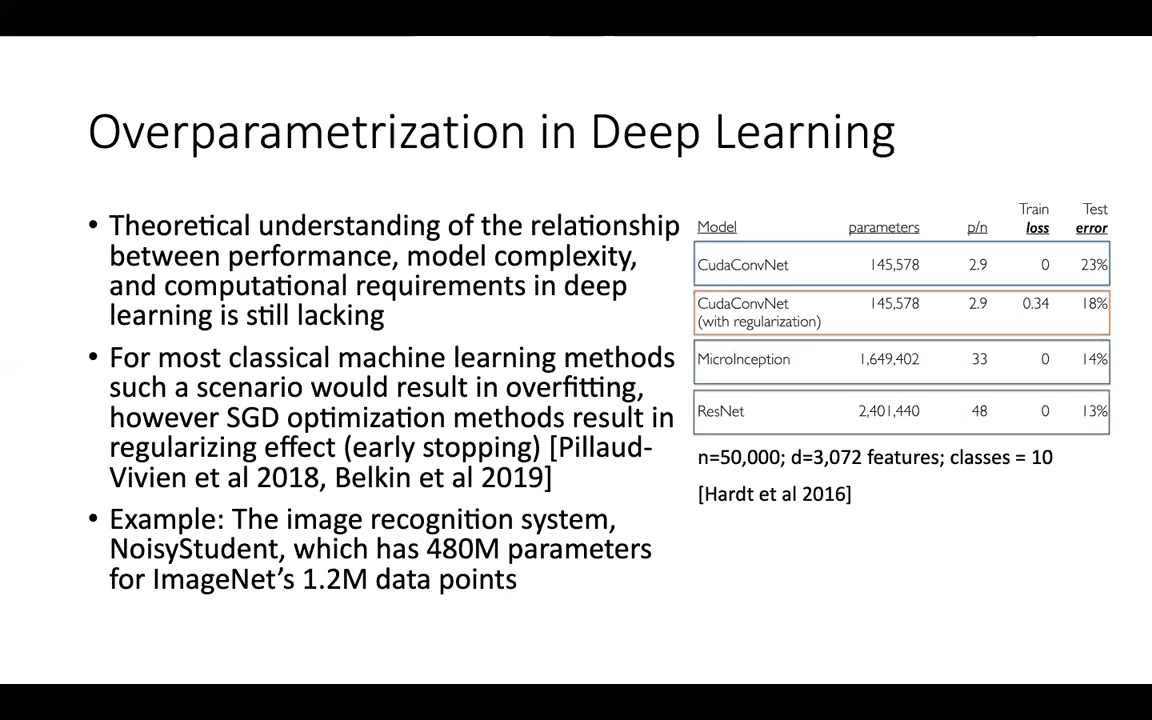 Overparametrization in Deep Learning
• Theoretical understanding of the relationship
between performance, model complexity,
and computational requirements in deep
learning is still lacking
• For most classical machine learning methods
such a scenario would result in overfitting,
however SGD optimization methods result in
regularizing effect (early stopping) [Pillaud-
Vivien et al 2018, Belkin et al 2019]
• Example: The image recognition system,
NoisyStudent, which has 480M parameters
for ImageNet's 1.2M data points
Train Test
Model parameters p/n loss error
CudaConvNet 145,578 2.9 0 23%
CudaConvNet 145,578 2.9 0.34 18%
(with regularization)
MicroInception 1,649,402 33 0 14%
ResNet 2,401,440 48 0 13%
n=50,000; d=3,072 features; classes = 10
[Hardt et al 2016]